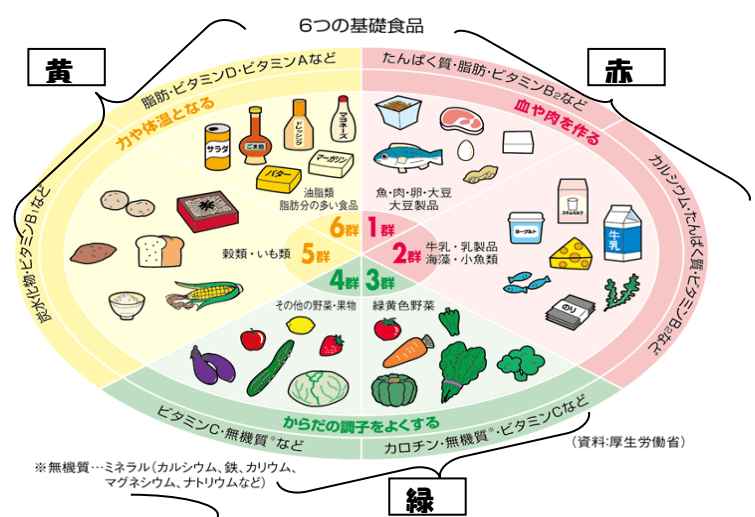 6つの基礎食品
黄
赤
脂肪・ビタミンD・ビタミンAなど
たんぱく質・脂肪・ビタミンB₂など
力や体温となる
血や肉を作る
サラダ
ごま油
ドレッシング
マヨネーズ
バター
マーガリン
油脂類
脂肪分の多い食品
魚・肉・卵・大豆
大豆製品
炭水化物・ビタミンB₁など
カルシウム・たんぱく質・ビタミンB₂など
スキムミルク
ヨーグルト
牛乳
のり
6群
1群
穀類・いも類
5群
2群
牛乳・乳製品
海藻・小魚類
4群
3群
その他の野菜・果物
緑黄色野菜
からだの調子をよくする
ビタミンC・無機質※など
カロチン・無機質※・ビタミンCなど
(資料:厚生労働省)
※無機質…ミネラル(カルシウム、鉄、カリウム、
マグネシウム、ナトリウムなど)
緑